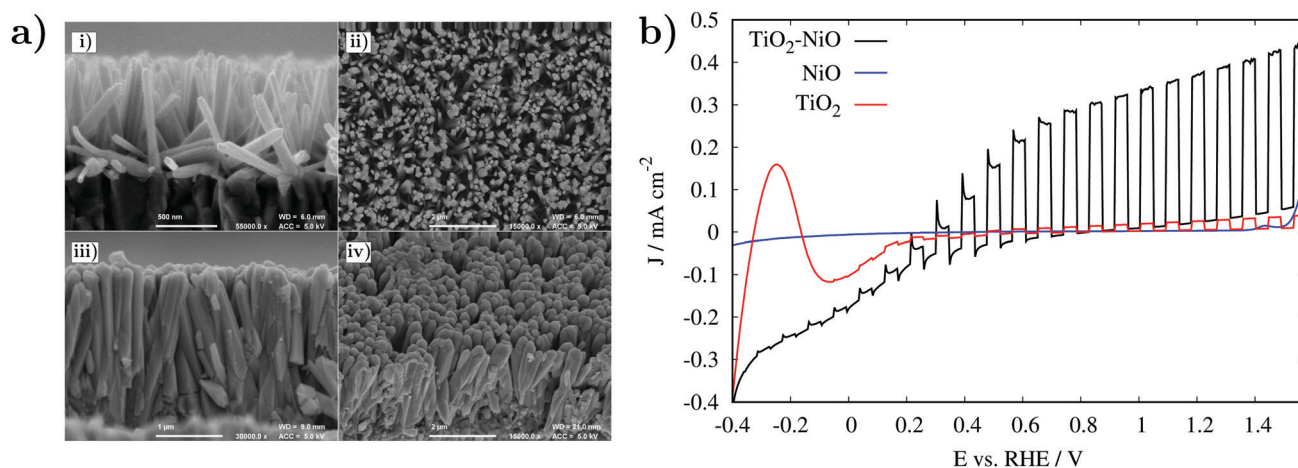 a)
i)
500 nm
WD = 6.0 mm
55000.0 x ACC = 5.0 kV
ii)
2 µm
WD = 6.0 mm
15000.0 x ACC = 5.0 kV
iii)
1 µm
WD = 9.0 mm
30000.0 x ACC = 5.0 kV
iv)
2 µm
WD = 21.0 mm
15000.0 x ACC = 5.0 kV
b)
TiO₂-NiO
NiO
TiO₂
J / mA cm⁻²
0.5
0.4
0.3
0.2
0.1
0
-0.1
-0.2
-0.3
-0.4
-0.4 -0.2 0 0.2 0.4 0.6 0.8 1 1.2 1.4
E vs. RHE / V